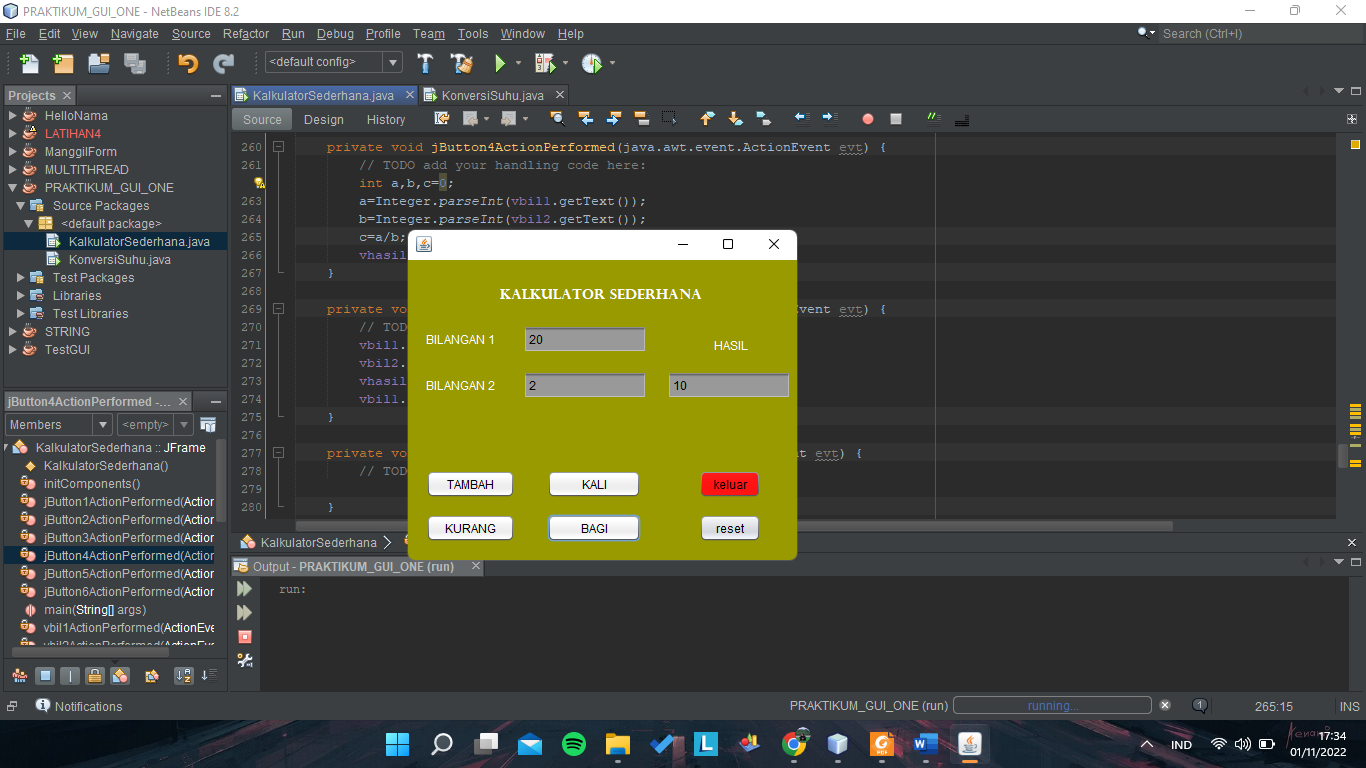 PRAKTIKUM_GUI_ONE - NetBeans IDE 8.2
File Edit View Navigate Source Refactor Run Debug Profile Team Tools Window Help
Search (Ctrl+I)
<default config>
Projects
HelloNama
LATIHAN4
ManggilForm
MULTITHREAD
PRAKTIKUM_GUI_ONE
Source Packages
<default package>
KalkulatorSederhana.java
KonversiSuhu.java
Test Packages
Libraries
Test Libraries
STRING
TestGUI
jButton4ActionPerformed -...
Members
<empty>
KalkulatorSederhana :: JFrame
KalkulatorSederhana()
initComponents()
jButton1ActionPerformed(Action
jButton2ActionPerformed(Action
jButton3ActionPerformed(Action
jButton4ActionPerformed(Action
jButton5ActionPerformed(Action
jButton6ActionPerformed(Action
main(String[] args)
vbil1ActionPerformed(ActionEve
vbil2ActionPerformed(ActionEve
KalkulatorSederhana.java
KonversiSuhu.java
Source Design History
260 private void jButton4ActionPerformed(java.awt.event.ActionEvent evt) {
261 // TODO add your handling code here:
int a,b,c=0;
263 a=Integer.parseInt(vbil1.getText());
264 b=Integer.parseInt(vbil2.getText());
265 c=a/b;
266 vhasil
267 }
268
269 private vo vent evt) {
270 // TOD
271 vbil1.
272 vbil2.
273 vhasil
274 vbil1.
275 }
276
277 private vo t evt) {
278 // TOD
279
280 }
KALKULATOR SEDERHANA
BILANGAN 1
20
HASIL
BILANGAN 2
2
10
TAMBAH
KALI
keluar
KURANG
BAGI
reset
KalkulatorSederhana
Output - PRAKTIKUM_GUI_ONE (run)
run:
Notifications
PRAKTIKUM_GUI_ONE (run)
running...
1
265:15
INS
IND
17:34
01/11/2022